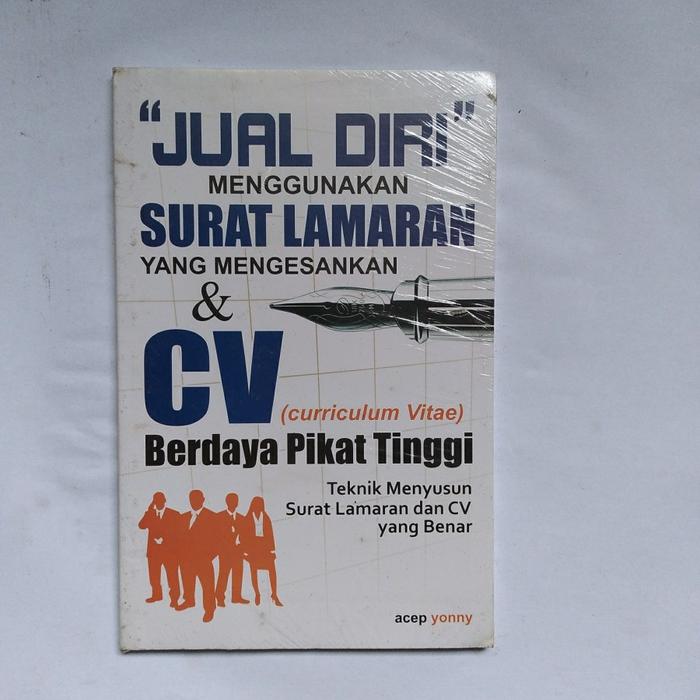 "JUAL DIRI"
MENGGUNAKAN
SURAT LAMARAN
YANG MENGESANKAN
&
CV
(curriculum Vitae)
Berdaya Pikat Tinggi
Teknik Menyusun
Surat Lamaran dan CV
yang Benar
acep yonny